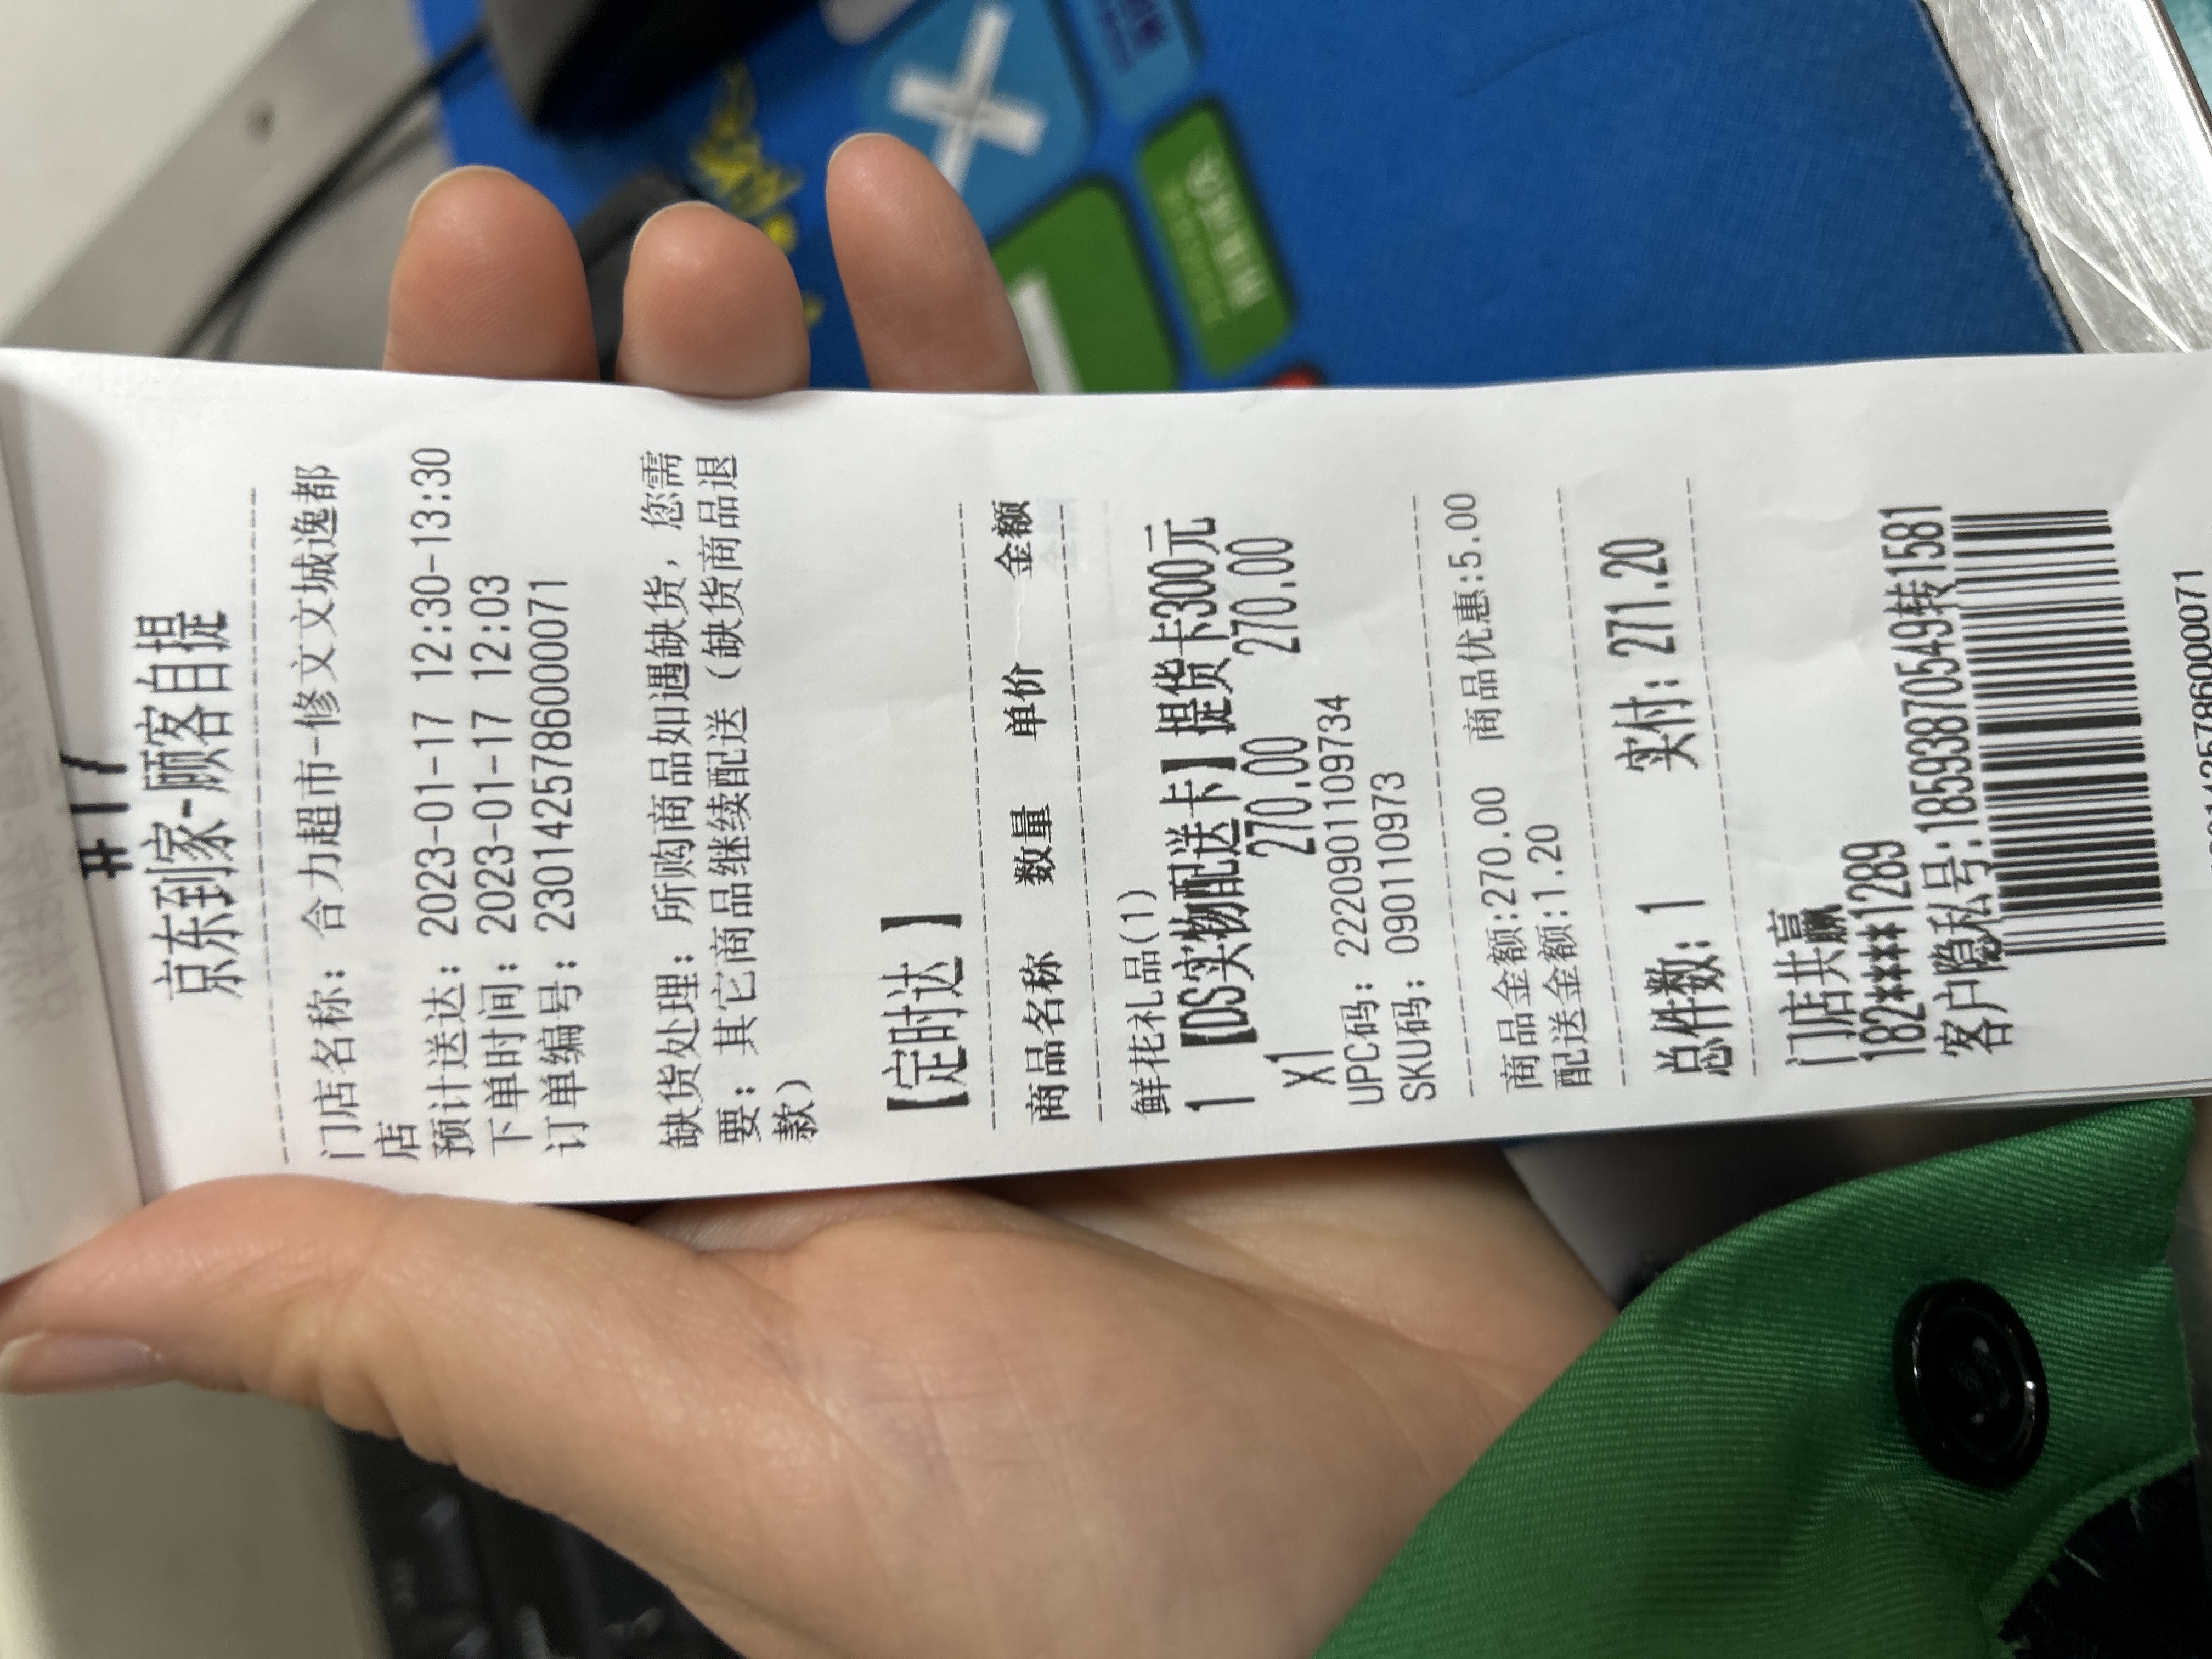 #17
京东到家-顾客自提
门店名称: 合力超市-修文文城逸都
店
预计送达: 2023-01-17 12:30-13:30
下单时间: 2023-01-17 12:03
订单编号: 2301425786000071
缺货处理: 所购商品如遇缺货, 您需
要: 其它商品继续配送 (缺货商品退
款)
【定时达 】
商品名称 数量 单价 金额
鲜花礼品(1)
1 【DS实物配送卡】提货卡300元
x1 270.00 270.00
UPC码: 2220901109734
SKU码: 090110973
商品金额:270.00 商品优惠:5.00
配送金额:1.20
总件数: 1 实付: 271.20
门店共赢
182****1289
客户隐私号:18593870549转1581